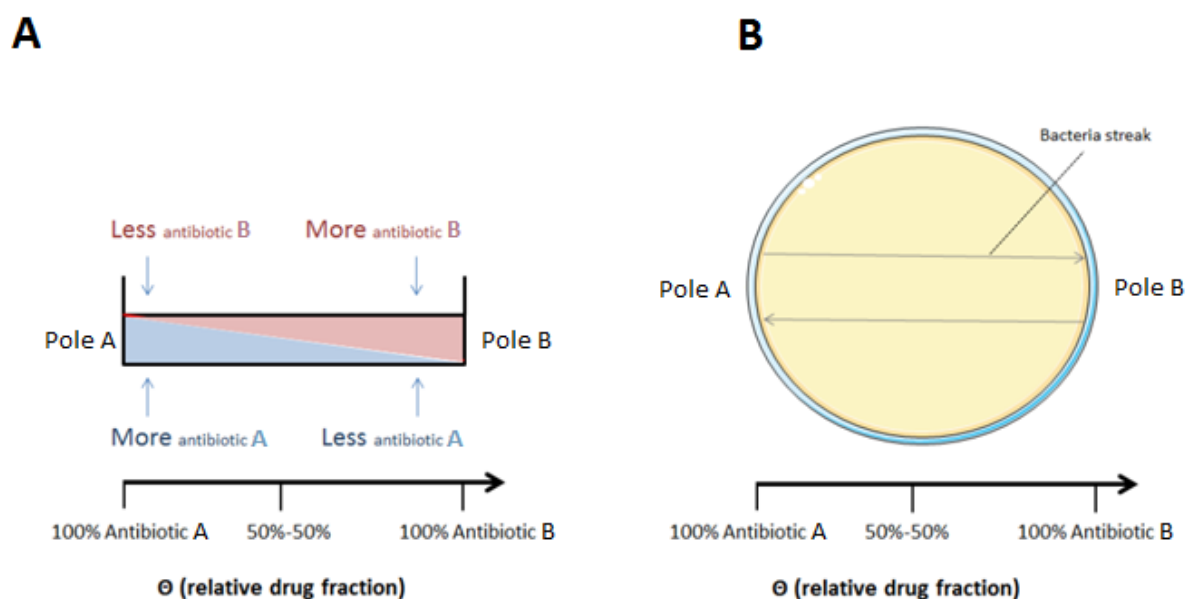 A
Less antibiotic B
More antibiotic B
Pole A
Pole B
More antibiotic A
Less antibiotic A
100% Antibiotic A
50%-50%
100% Antibiotic B
Θ (relative drug fraction)
B
Bacteria streak
Pole A
Pole B
100% Antibiotic A
50%-50%
100% Antibiotic B
Θ (relative drug fraction)